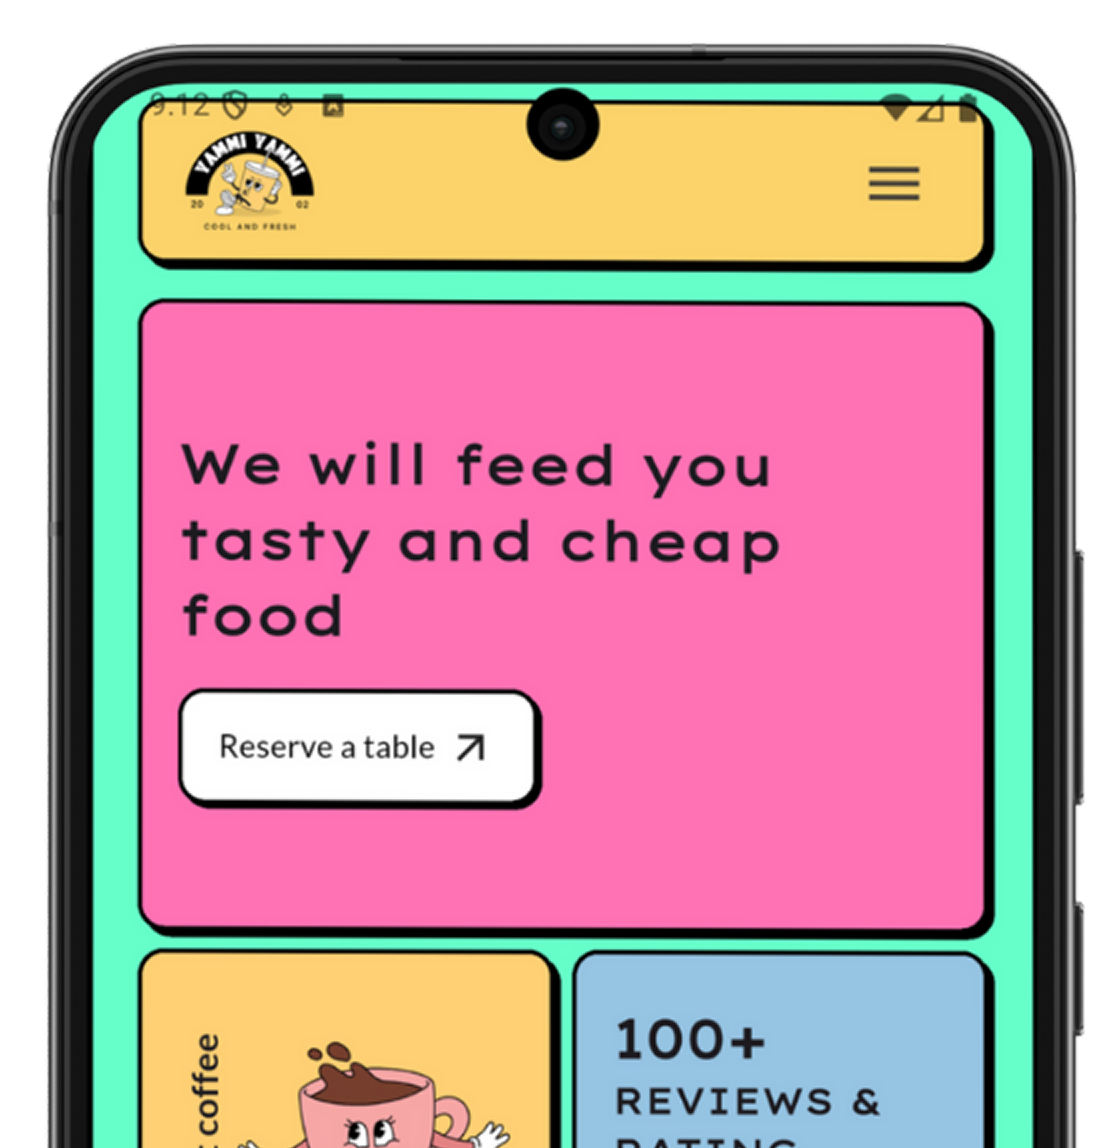 9:12
YAMMI YAMMI
20 02
COOL AND FRESH
We will feed you
tasty and cheap
food
Reserve a table
coffee
100+
REVIEWS &
RATING